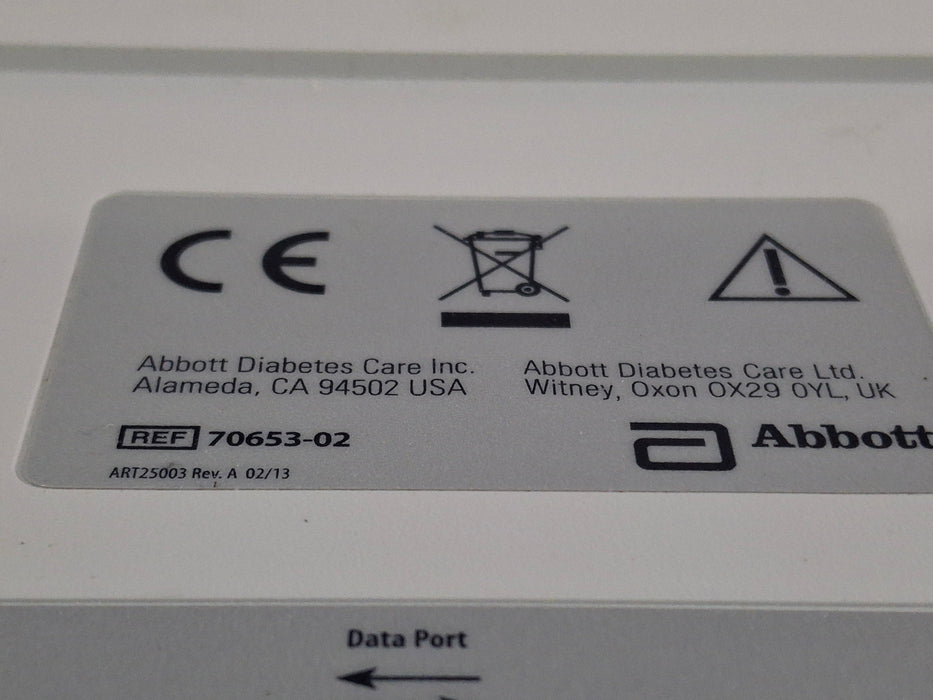 CE
Abbott Diabetes Care Inc.
Alameda, CA 94502 USA
Abbott Diabetes Care Ltd.
Witney, Oxon OX29 0YL, UK
REF 70653-02
ART25003 Rev. A 02/13
Abbott
Data Port